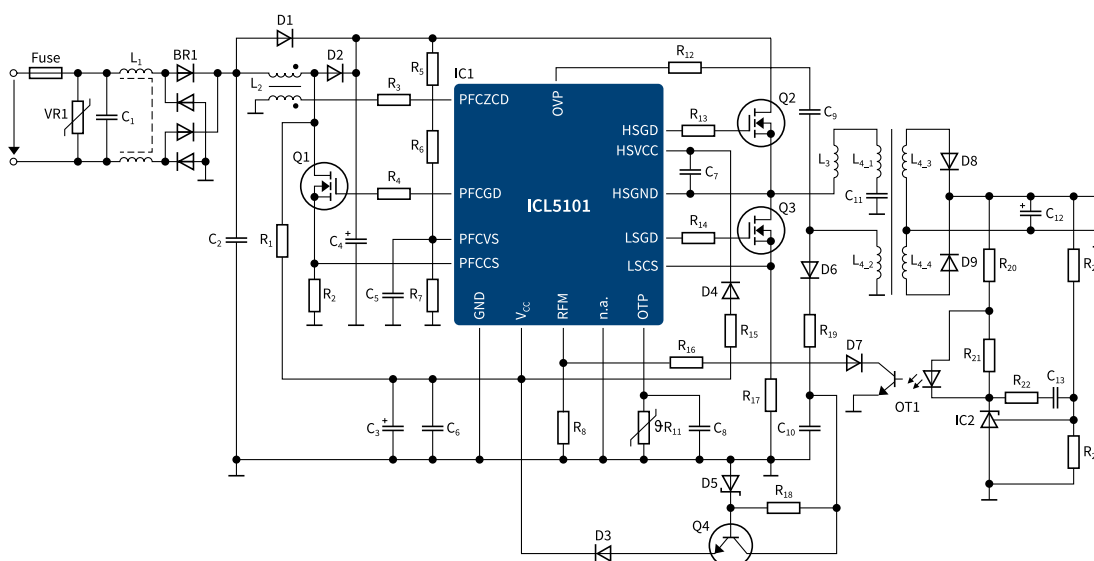 D1
Fuse
L1
BR1
D2
R5
IC1
R12
L2
R3
PFCZCD
OVP
Q2
VR1
C1
HSGD
R13
C9
R6
HSVCC
L3
L4_1
L4_3
D8
Q1
R4
C7
PFCGD
ICL5101
HSGND
C11
C12
R14
Q3
C2
R1
C4
PFCVS
LSGD
PFCCS
LSCS
D6
L4_2
L4_4
D9
R20
R2
C5
R7
D4
GND
VCC
RFM
n.a.
OTP
R15
R19
R16
D7
R21
R22
C13
OT1
R17
C3
C6
R8
ϑ
R11
C8
C10
IC2
D5
R18
Q4
D3